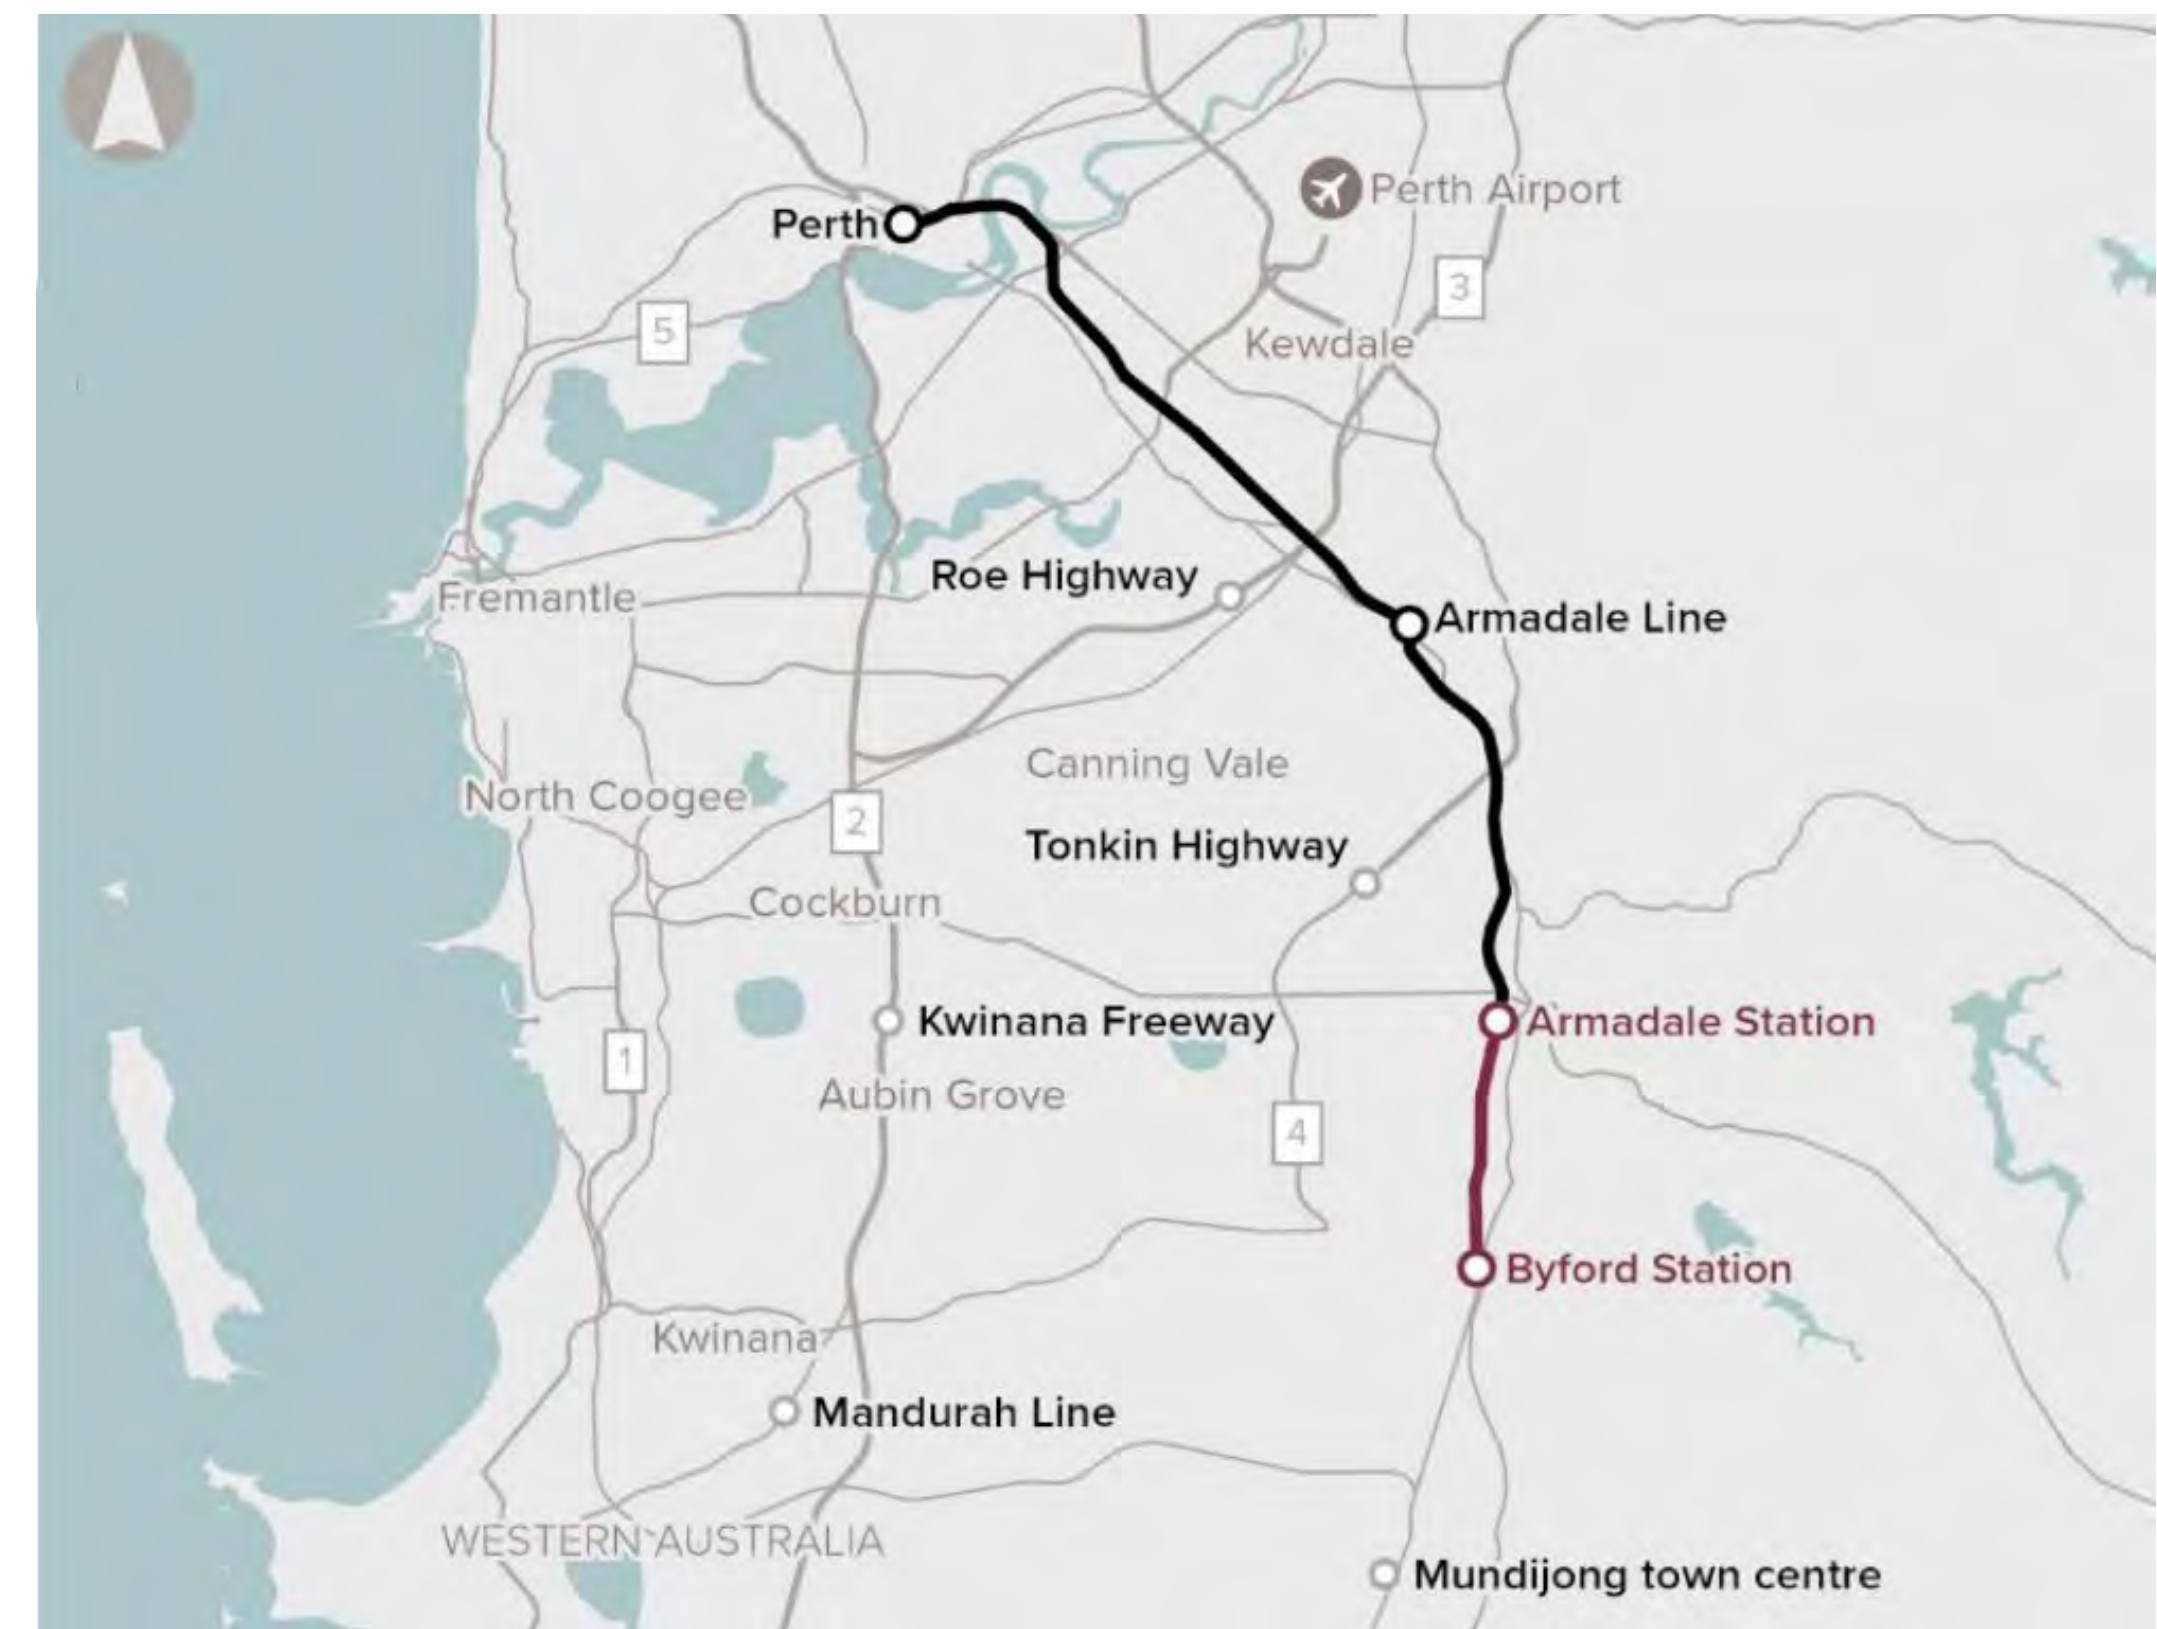 Perth Airport
Perth
3
5
Kewdale
Roe Highway
Fremantle
Armadale Line
Canning Vale
North Coogee
2
Tonkin Highway
Cockburn
Kwinana Freeway
Armadale Station
1
Aubin Grove
4
Byford Station
Kwinana
Mandurah Line
WESTERN AUSTRALIA
Mundijong town centre